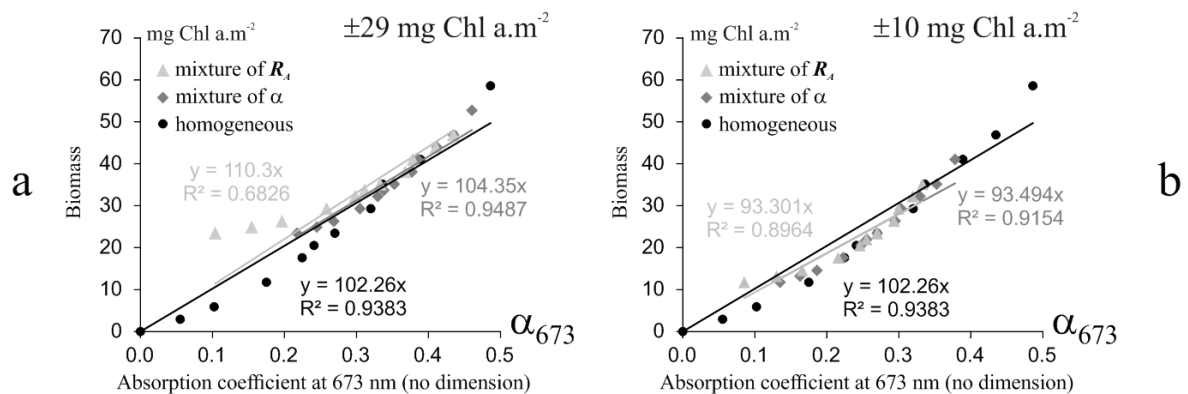 a
mg Chl a.m⁻²
±29 mg Chl a.m⁻²
70
60
50
40
30
20
10
0
Biomass
mixture of R_A
mixture of α
homogeneous
y = 110.3x
R² = 0.6826
y = 104.35x
R² = 0.9487
y = 102.26x
R² = 0.9383
0.0 0.1 0.2 0.3 0.4 0.5
α₆₇₃
Absorption coefficient at 673 nm (no dimension)
mg Chl a.m⁻²
±10 mg Chl a.m⁻²
70
60
50
40
30
20
10
0
Biomass
mixture of R_A
mixture of α
homogeneous
y = 93.301x
R² = 0.8964
y = 93.494x
R² = 0.9154
y = 102.26x
R² = 0.9383
0.0 0.1 0.2 0.3 0.4 0.5
α₆₇₃
Absorption coefficient at 673 nm (no dimension)
b